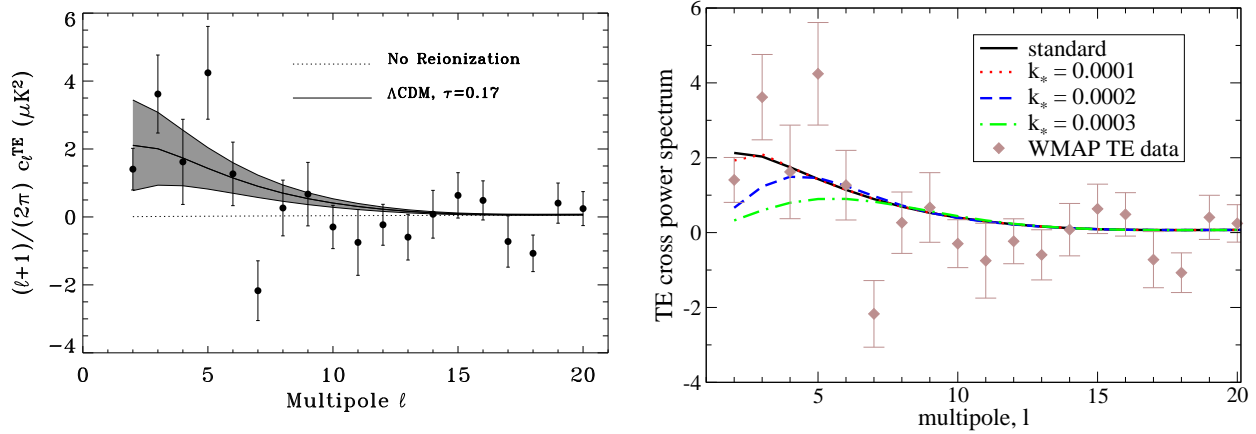 6
4
2
0
−2
−4
(ℓ+1)/(2π) cℓ^TE (μK²)
No Reionization
ΛCDM, τ=0.17
0
5
10
15
20
Multipole ℓ
6
4
2
0
-2
-4
TE cross power spectrum
standard
k* = 0.0001
k* = 0.0002
k* = 0.0003
WMAP TE data
5
10
15
20
multipole, l